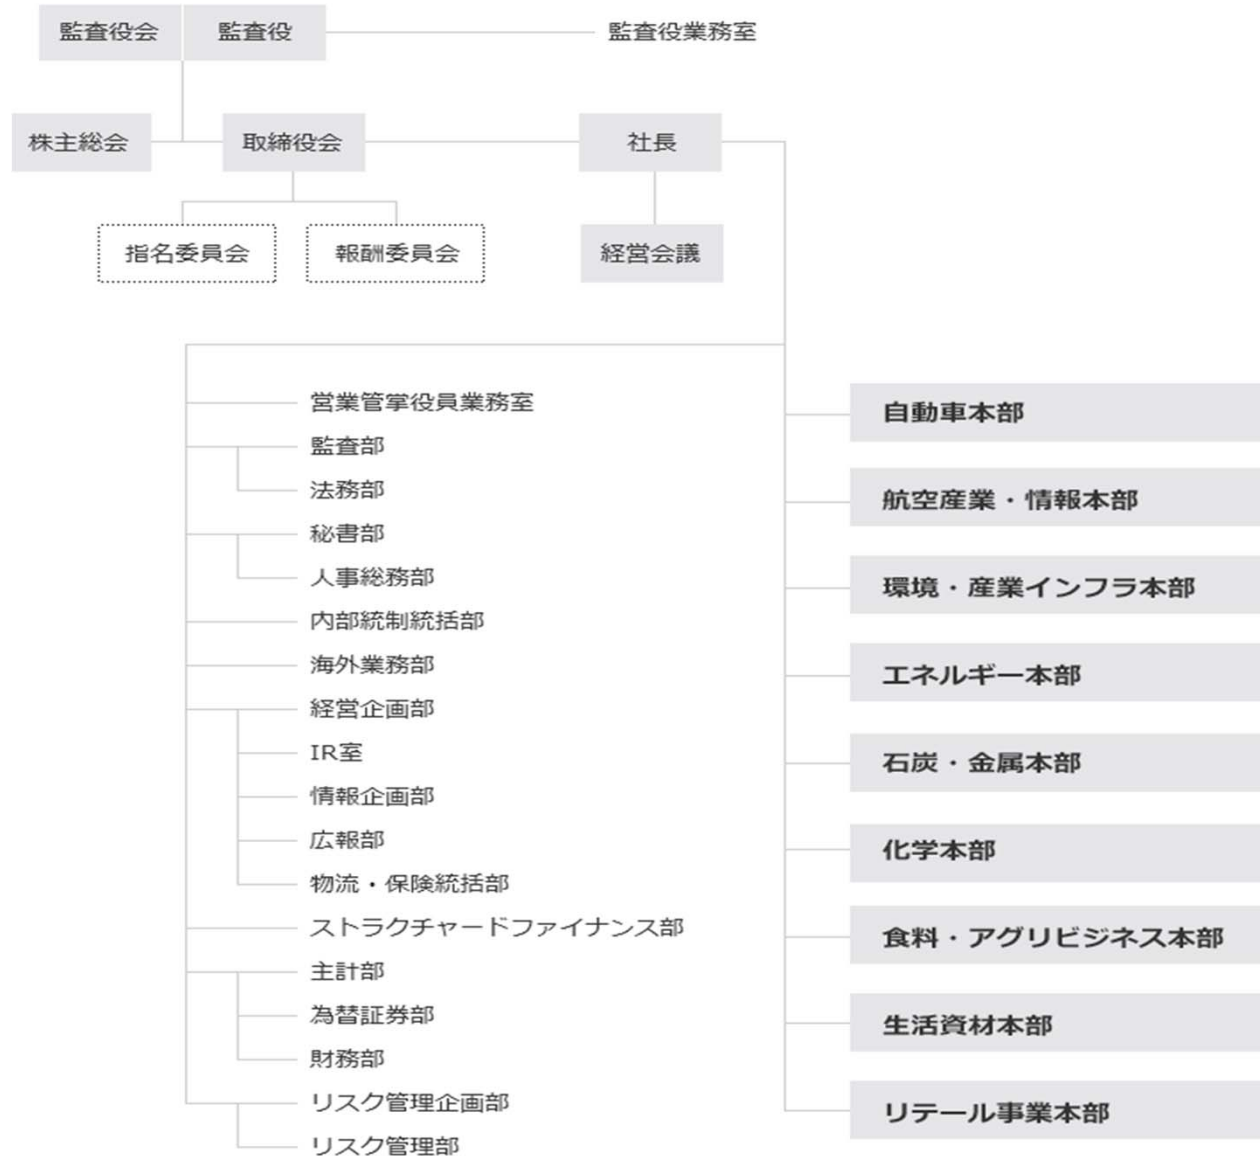 監査役会 監査役 監査役業務室
株主総会 取締役会 社長
指名委員会 報酬委員会 経営会議
営業管掌役員業務室
監査部
法務部
秘書部
人事総務部
内部統制統括部
海外業務部
経営企画部
IR室
情報企画部
広報部
物流・保険統括部
ストラクチャードファイナンス部
主計部
為替証券部
財務部
リスク管理企画部
リスク管理部
自動車本部
航空産業・情報本部
環境・産業インフラ本部
エネルギー本部
石炭・金属本部
化学本部
食料・アグリビジネス本部
生活資材本部
リテール事業本部